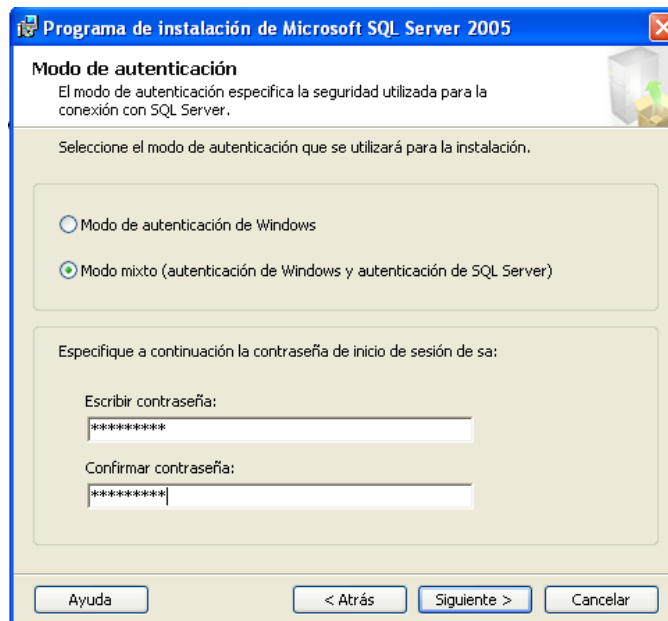 Programa de instalación de Microsoft SQL Server 2005
Modo de autenticación
El modo de autenticación especifica la seguridad utilizada para la
conexión con SQL Server.
Seleccione el modo de autenticación que se utilizará para la instalación.
Modo de autenticación de Windows
Modo mixto (autenticación de Windows y autenticación de SQL Server)
Especifique a continuación la contraseña de inicio de sesión de sa:
Escribir contraseña:
*********
Confirmar contraseña:
*********
Ayuda
< Atrás
Siguiente >
Cancelar